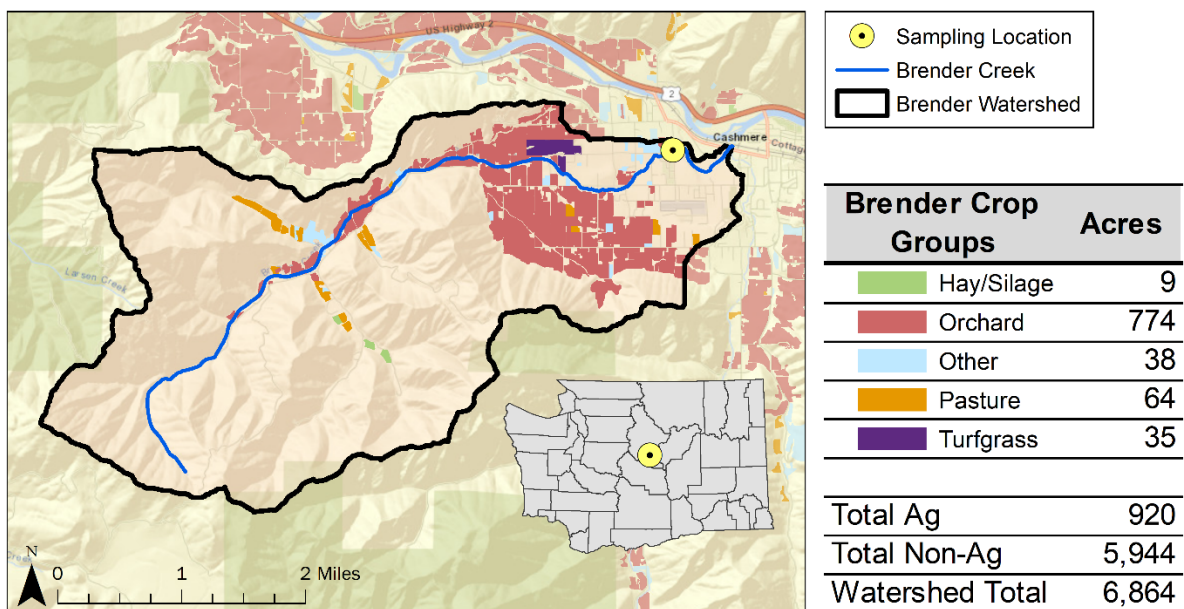 US Highway 2
2
Cashmere
Cottag
Larsen Creek
Creek
N
0 1 2 Miles
Sampling Location
Brender Creek
Brender Watershed
Brender Crop Groups Acres
Hay/Silage 9
Orchard 774
Other 38
Pasture 64
Turfgrass 35
Total Ag 920
Total Non-Ag 5,944
Watershed Total 6,864